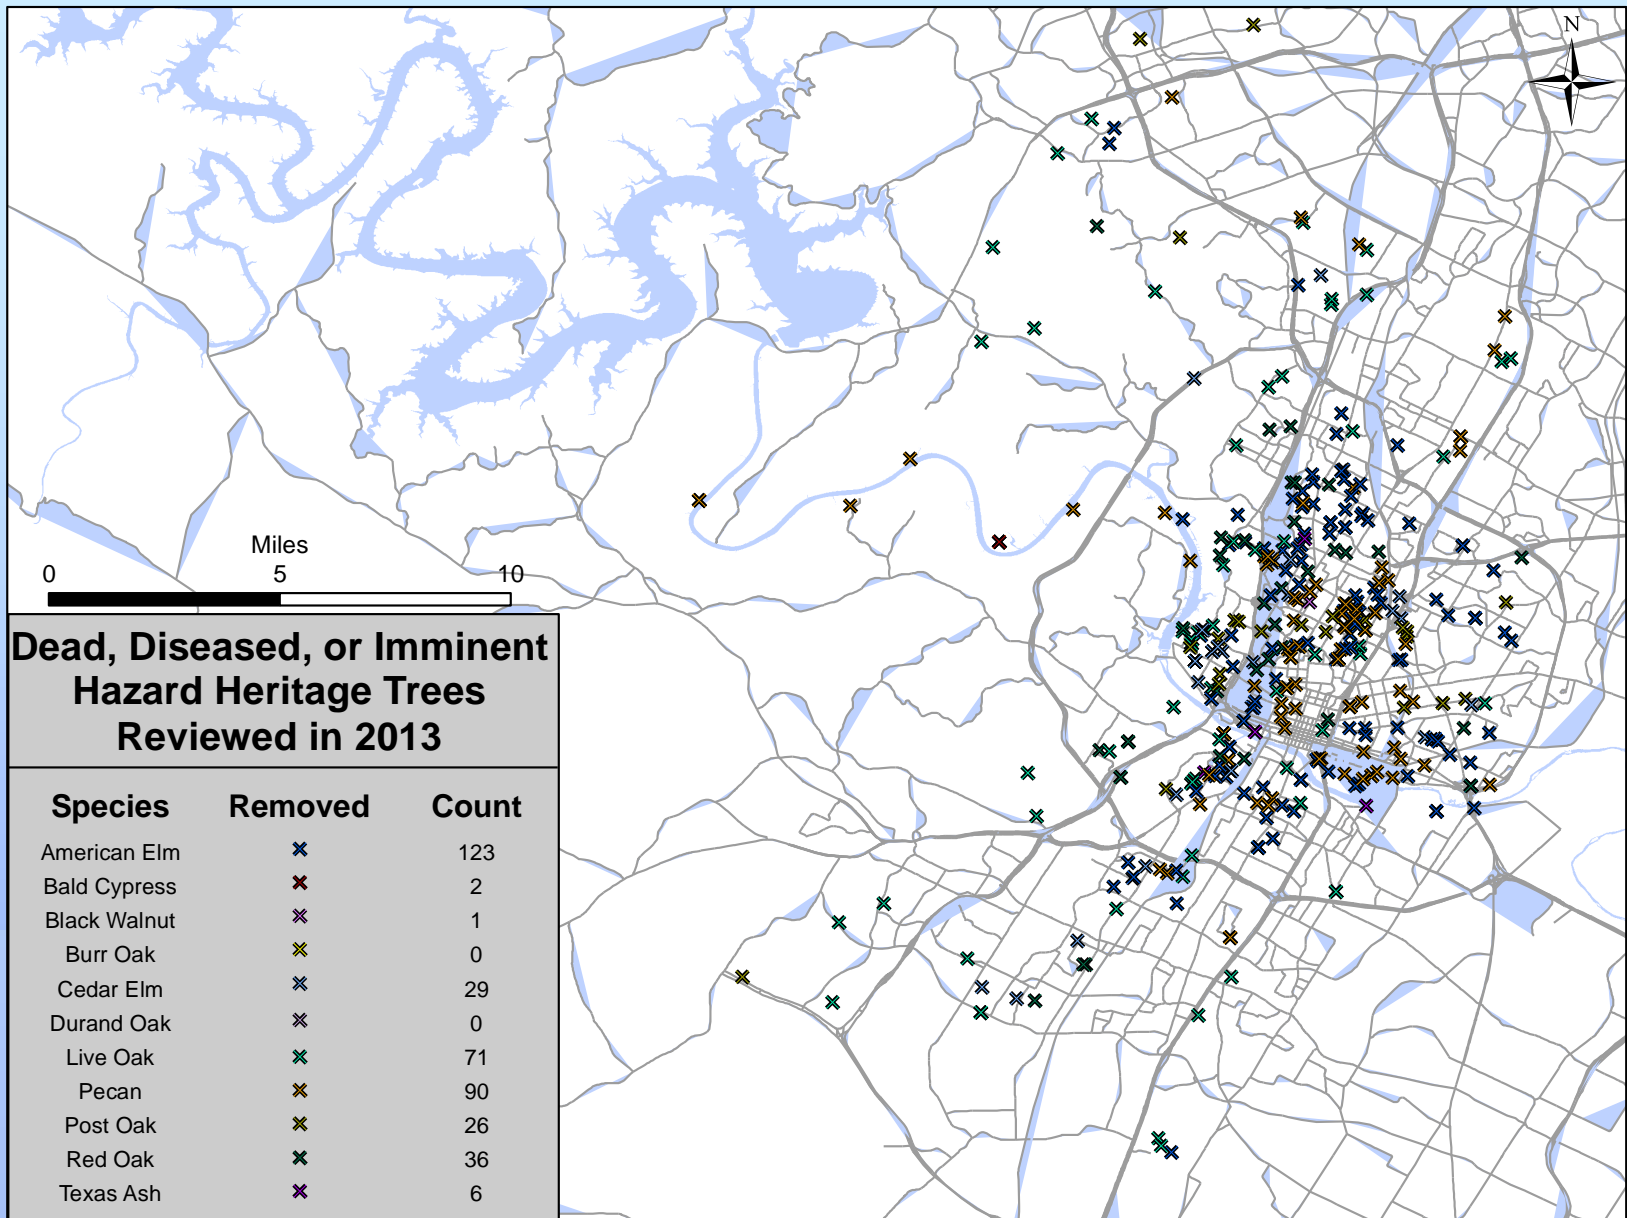 N
Miles
0 5 10
Dead, Diseased, or Imminent
Hazard Heritage Trees
Reviewed in 2013
Species Removed Count
American Elm 123
Bald Cypress 2
Black Walnut 1
Burr Oak 0
Cedar Elm 29
Durand Oak 0
Live Oak 71
Pecan 90
Post Oak 26
Red Oak 36
Texas Ash 6